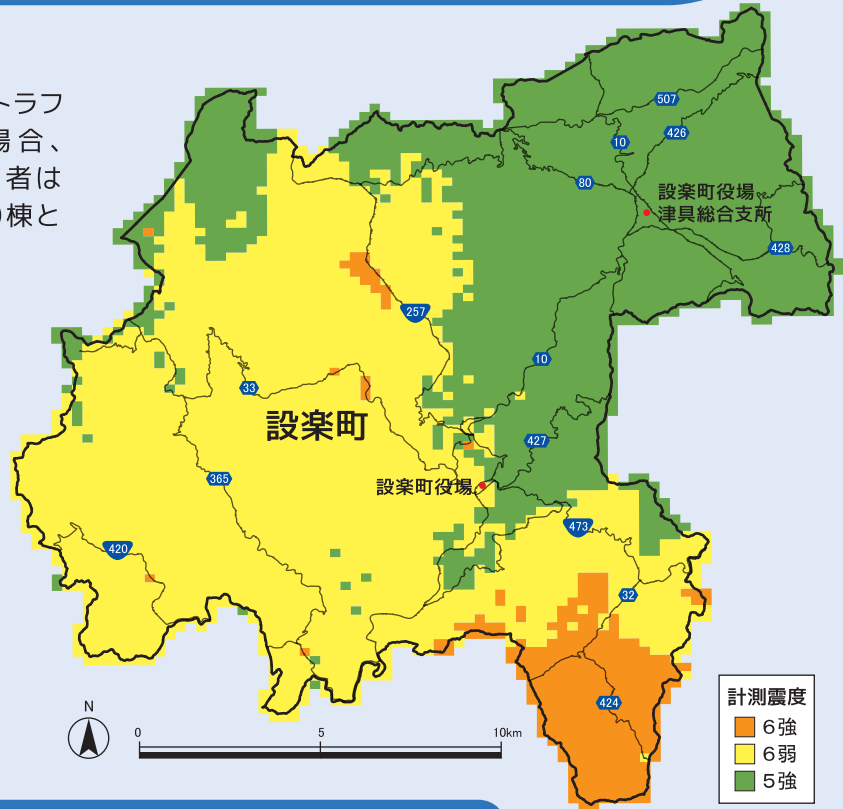 トラフ
場合、
者は
棟と
507
10
426
80
設楽町役場
津具総合支所
428
257
10
33
設楽町
427
365
設楽町役場
473
420
32
424
N
0 5 10km
計測震度
6強
6弱
5強